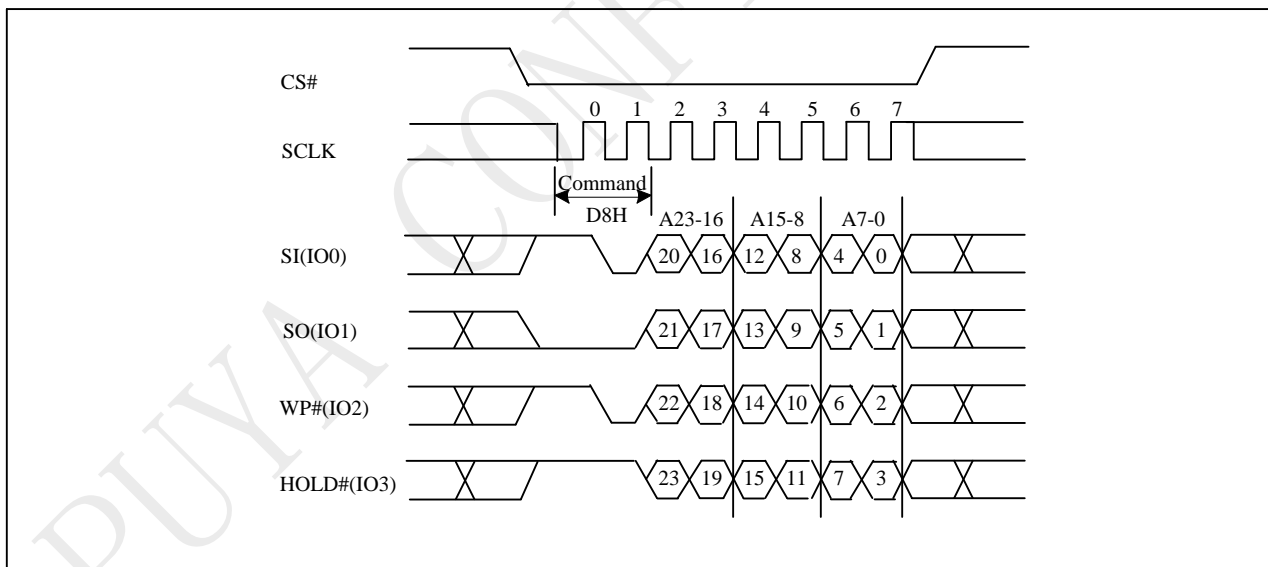 PUYA CONF
CS#
0 1 2 3 4 5 6 7
SCLK
Command
D8H
A23-16 A15-8 A7-0
SI(IO0) 20 16 12 8 4 0
SO(IO1) 21 17 13 9 5 1
WP#(IO2) 22 18 14 10 6 2
HOLD#(IO3) 23 19 15 11 7 3